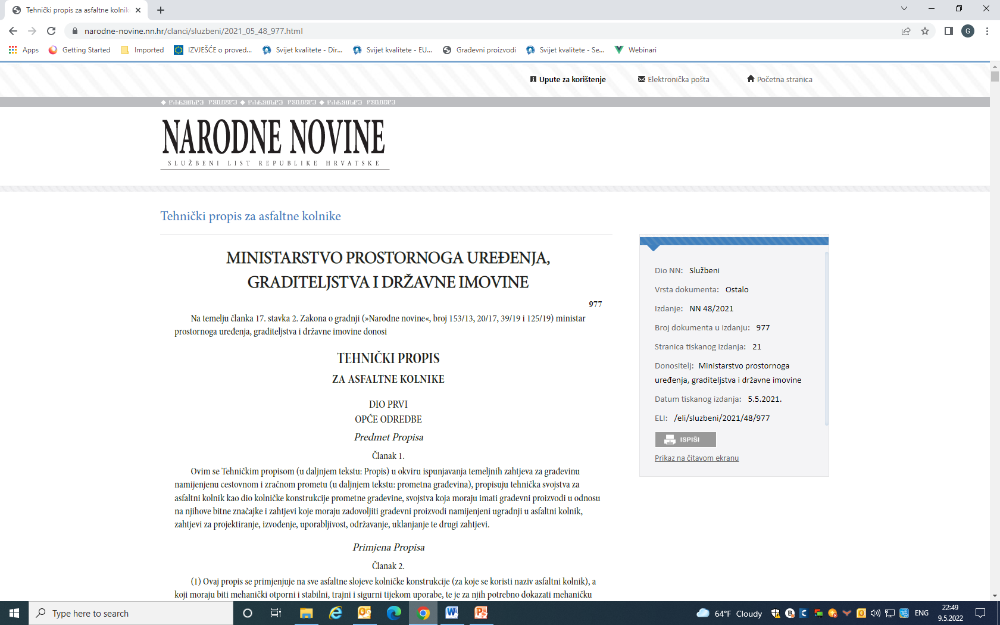 Tehnički propis za asfaltne kolnik
narodne-novine.nn.hr/clanci/sluzbeni/2021_05_48_977.html
G
Apps
Getting Started
Imported
IZVJEŠĆE o proved...
Svijet kvalitete - Dir...
Svijet kvalitete - EU...
Građevni proizvodi
Svijet kvalitete - Se...
Webinari
Upute za korištenje
Elektronička pošta
Početna stranica
NARODNE NOVINE
SLUŽBENI LIST REPUBLIKE HRVATSKE
Tehnički propis za asfaltne kolnike
MINISTARSTVO PROSTORNOGA UREĐENJA,
GRADITELJSTVA I DRŽAVNE IMOVINE
977
Na temelju članka 17. stavka 2. Zakona o gradnji (»Narodne novine«, broj 153/13, 20/17, 39/19 i 125/19) ministar
prostornoga uređenja, graditeljstva i državne imovine donosi
TEHNIČKI PROPIS
ZA ASFALTNE KOLNIKE
DIO PRVI
OPĆE ODREDBE
Predmet Propisa
Članak 1.
Ovim se Tehničkim propisom (u daljnjem tekstu: Propis) u okviru ispunjavanja temeljnih zahtjeva za građevinu
namijenjenu cestovnom i zračnom prometu (u daljnjem tekstu: prometna građevina), propisuju tehnička svojstva za
asfaltni kolnik kao dio kolničke konstrukcije prometne građevine, svojstva koja moraju imati građevni proizvodi u odnosu
na njihove bitne značajke i zahtjevi koje moraju zadovoljiti građevni proizvodi namijenjeni ugradnji u asfaltni kolnik,
zahtjevi za projektiranje, izvođenje, uporabljivost, održavanje, uklanjanje te drugi zahtjevi.
Primjena Propisa
Članak 2.
(1) Ovaj propis se primjenjuje na sve asfaltne slojeve kolničke konstrukcije (za koje se koristi naziv asfaltni kolnik), a
koji moraju biti mehanički otporni i stabilni, trajni i sigurni tijekom uporabe, te je za njih potrebno dokazati mehaničku
Dio NN: Službeni
Vrsta dokumenta: Ostalo
Izdanje: NN 48/2021
Broj dokumenta u izdanju: 977
Stranica tiskanog izdanja: 21
Donositelj: Ministarstvo prostornoga
uređenja, graditeljstva i državne imovine
Datum tiskanog izdanja: 5.5.2021.
ELI: /eli/sluzbeni/2021/48/977
ISPIŠI
Prikaz na čitavom ekranu
Type here to search
64°F Cloudy
ENG
22:49
9.5.2022